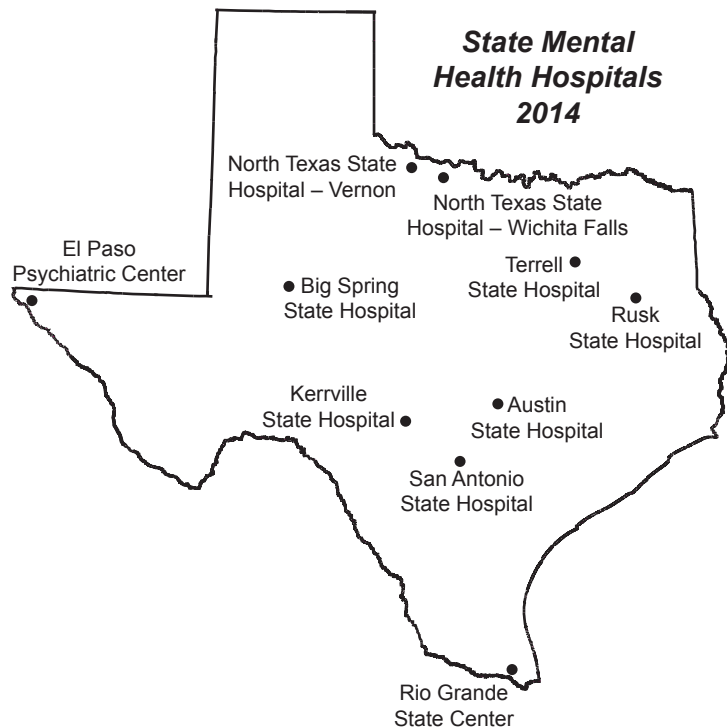 State Mental
Health Hospitals
2014
North Texas State
Hospital – Vernon
North Texas State
Hospital – Wichita Falls
El Paso
Psychiatric Center
Terrell
State Hospital
Big Spring
State Hospital
Rusk
State Hospital
Kerrville
State Hospital
Austin
State Hospital
San Antonio
State Hospital
Rio Grande
State Center